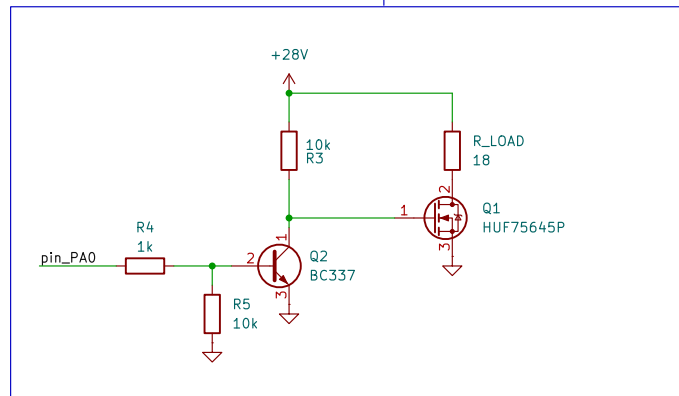 +28V
10k
R3
R_LOAD
18
2
1
Q1
HUF75645P
3
R4
1k
1
pin_PA0
2
Q2
BC337
3
R5
10k